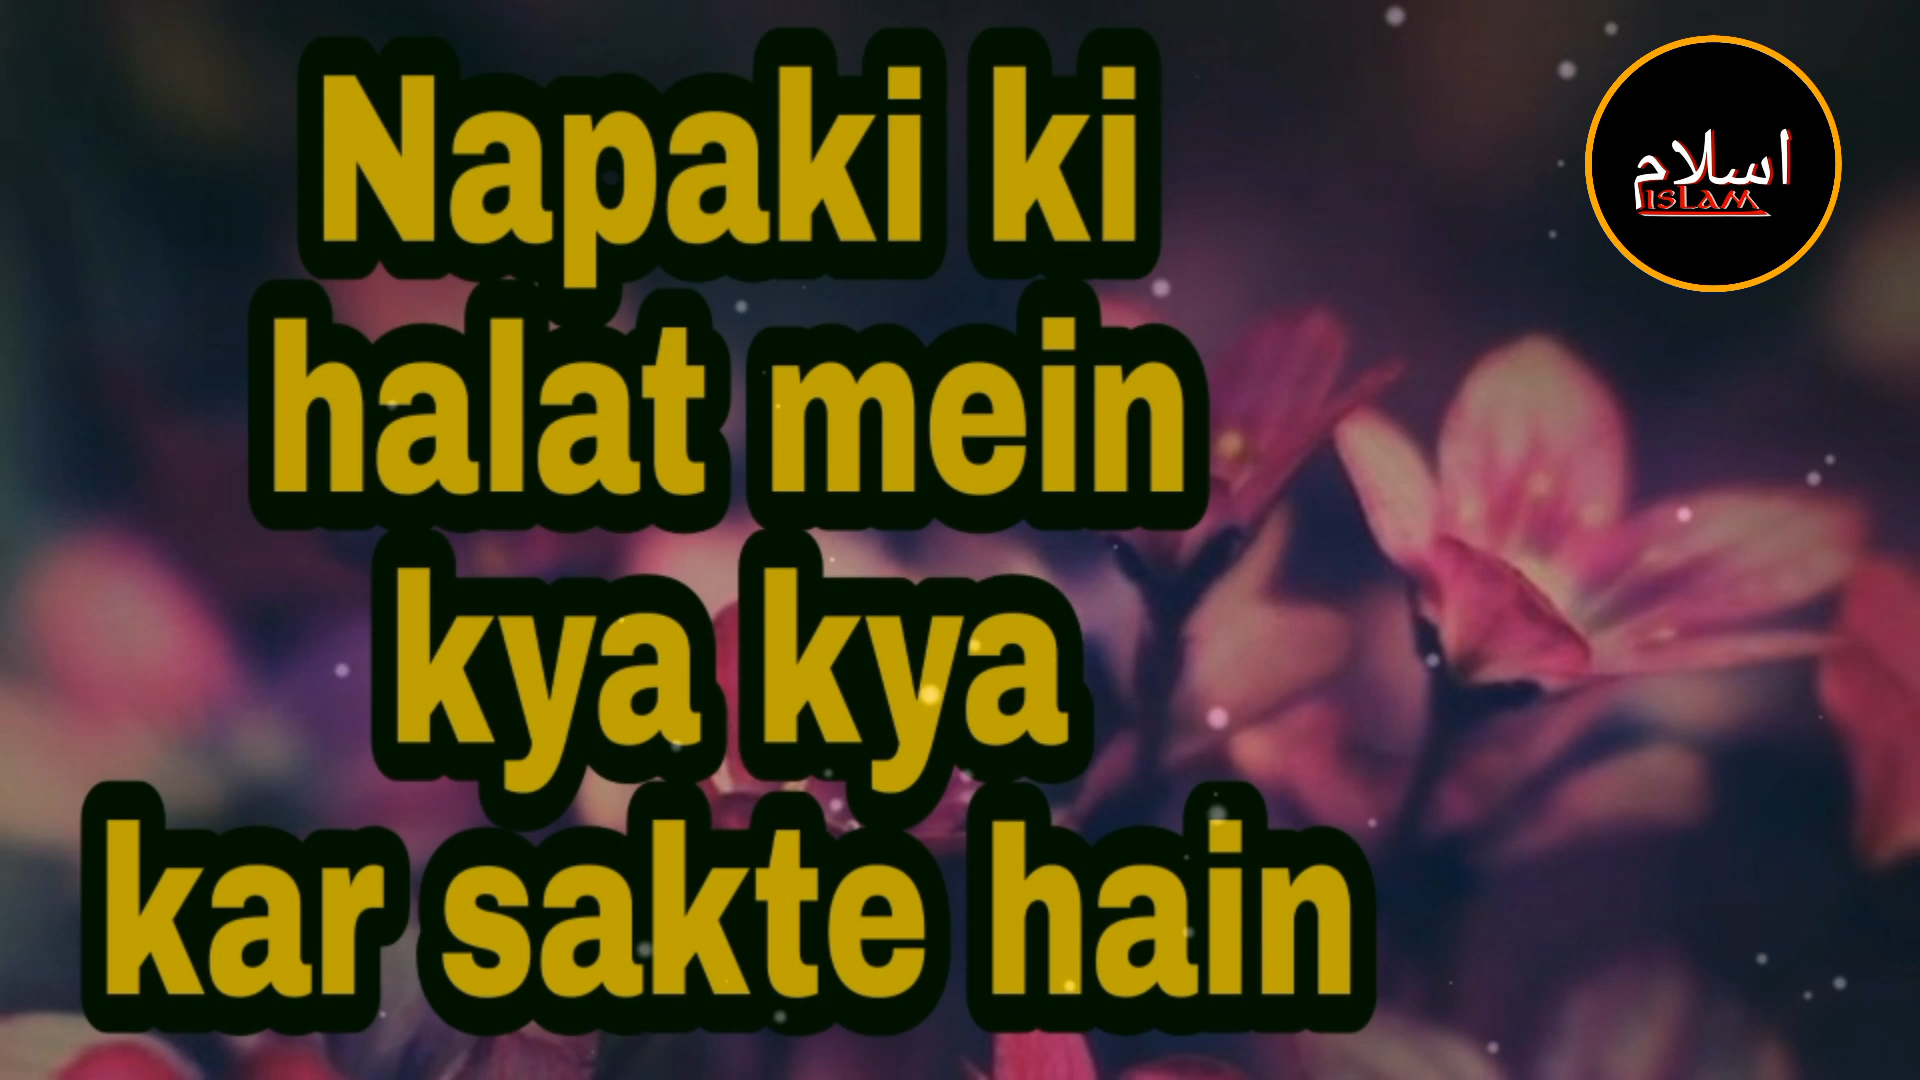 Napaki ki
halat mein
kya kya
kar sakte hain
اسلام
ISLAM